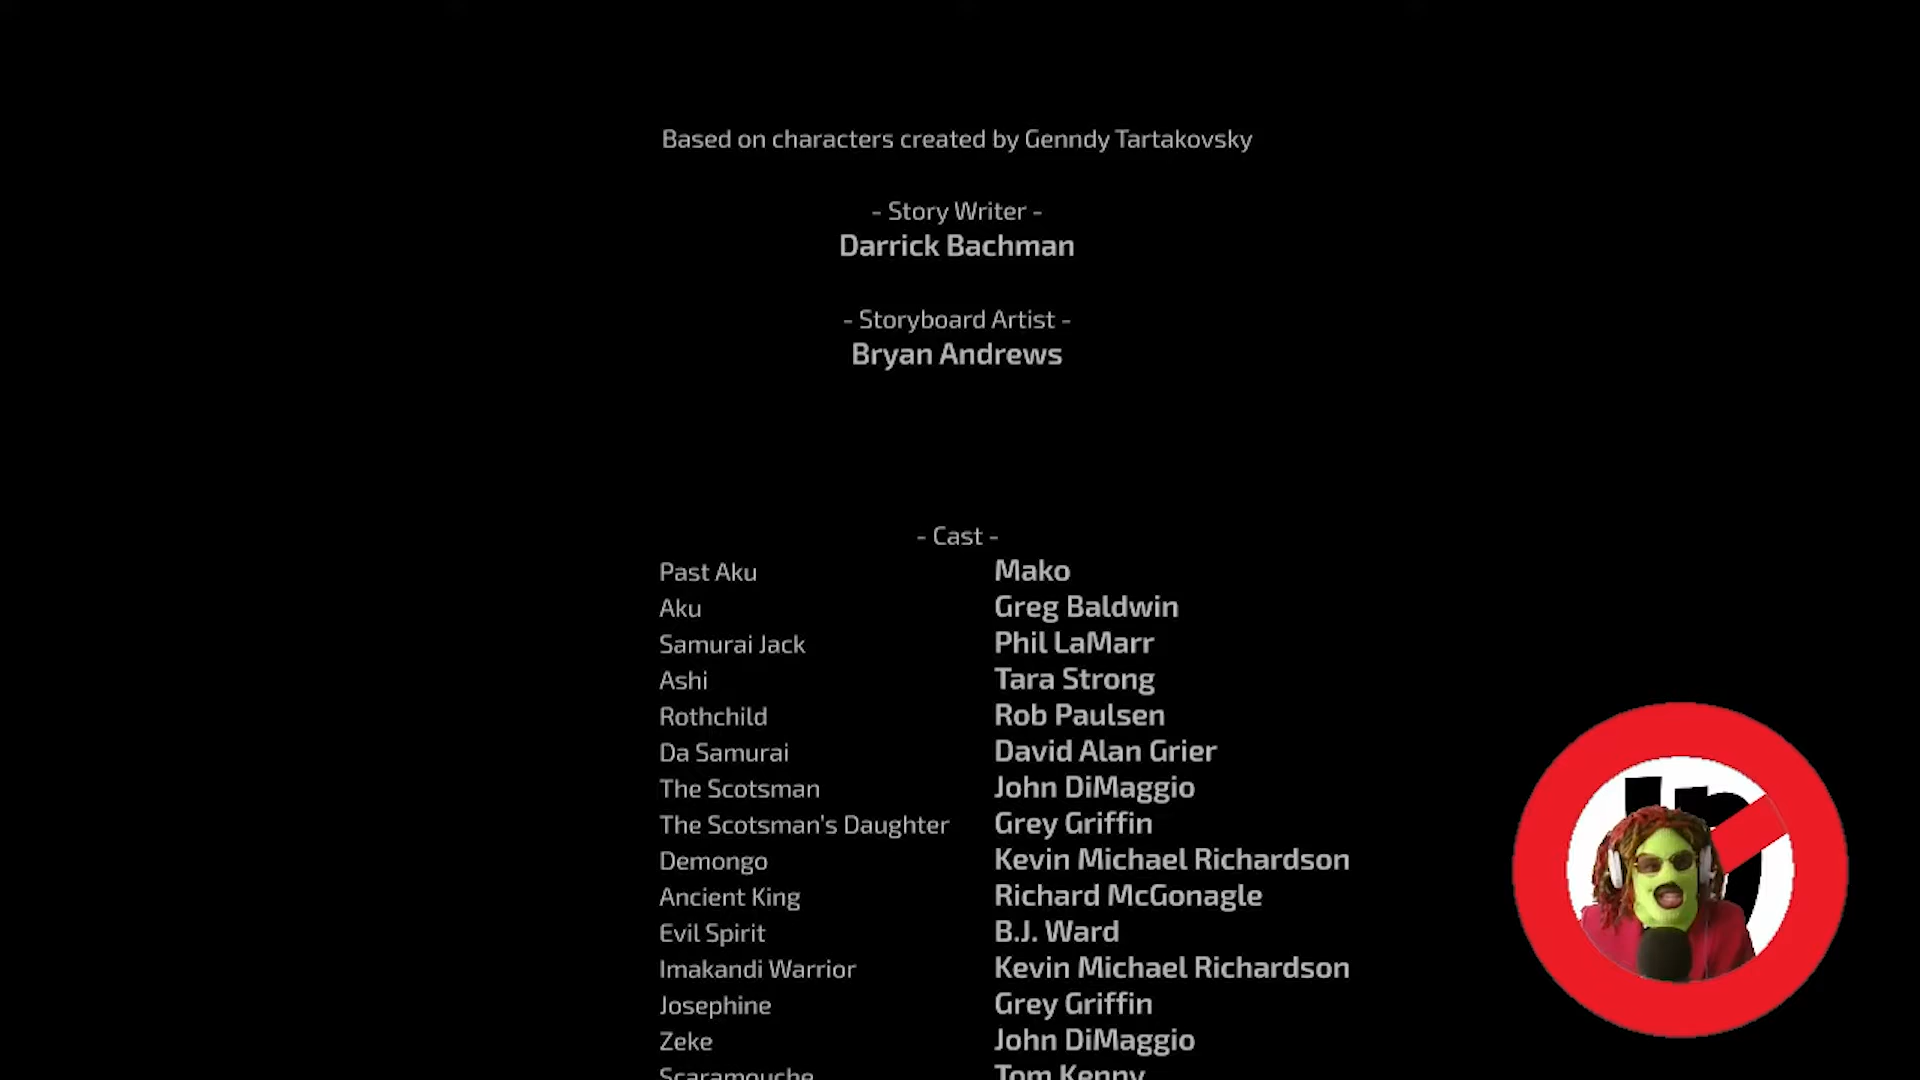 Based on characters created by Genndy Tartakovsky
- Story Writer -
Darrick Bachman
- Storyboard Artist -
Bryan Andrews
- Cast -
Past Aku Mako
Aku Greg Baldwin
Samurai Jack Phil LaMarr
Ashi Tara Strong
Rothchild Rob Paulsen
Da Samurai David Alan Grier
The Scotsman John DiMaggio
The Scotsman's Daughter Grey Griffin
Demongo Kevin Michael Richardson
Ancient King Richard McGonagle
Evil Spirit B.J. Ward
Imakandi Warrior Kevin Michael Richardson
Josephine Grey Griffin
Zeke John DiMaggio
Scaramouche Tom Kenny